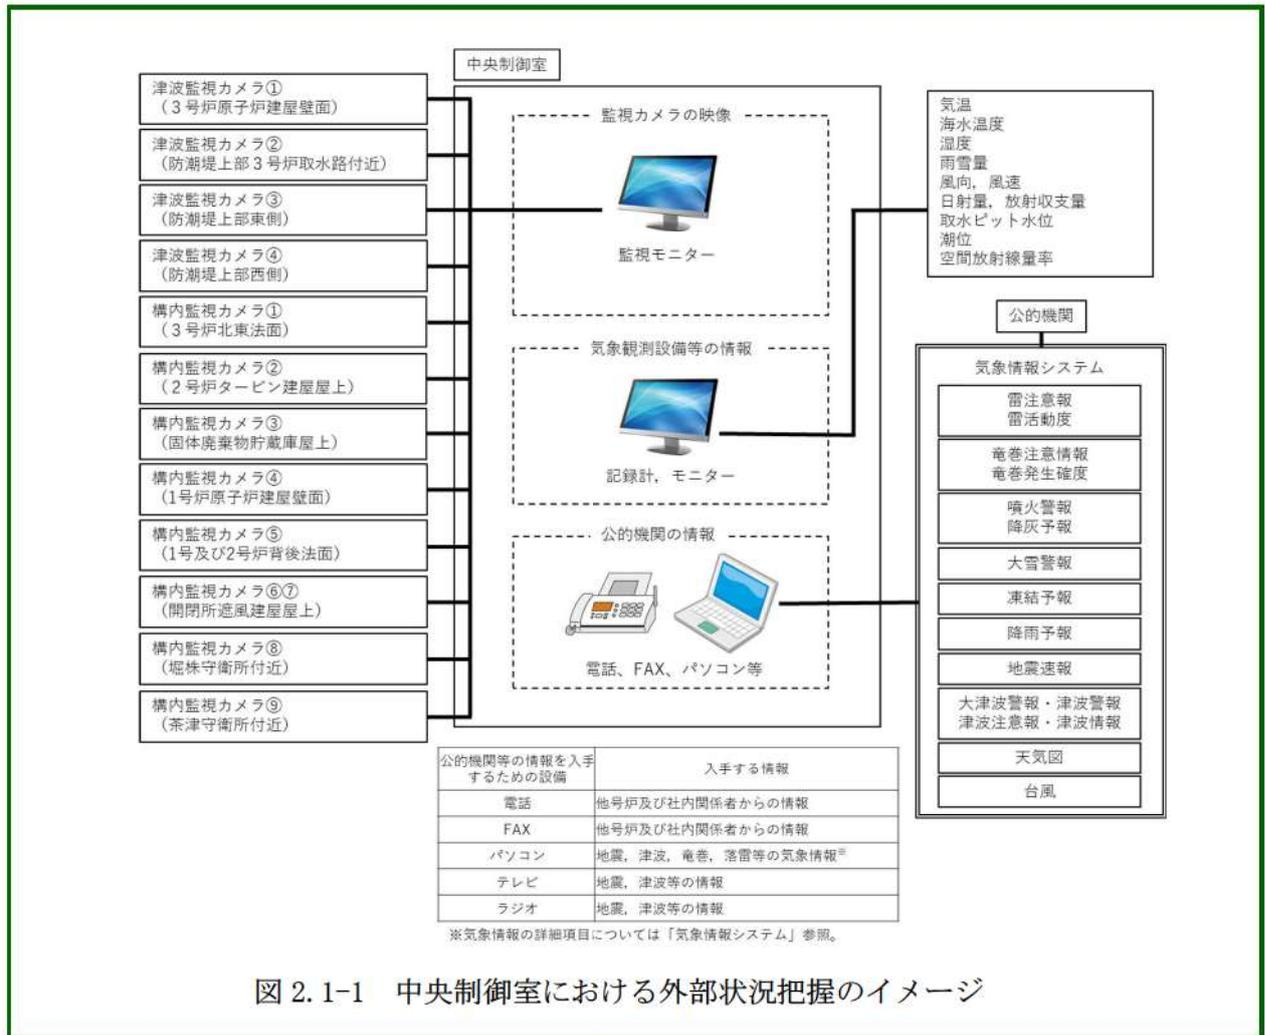 中央制御室
津波監視カメラ①
（３号炉原子炉建屋壁面）
津波監視カメラ②
（防潮堤上部３号炉取水路付近）
津波監視カメラ③
（防潮堤上部東側）
津波監視カメラ④
（防潮堤上部西側）
構内監視カメラ①
（３号炉北東法面）
構内監視カメラ②
（２号炉タービン建屋屋上）
構内監視カメラ③
（固体廃棄物貯蔵庫屋上）
構内監視カメラ④
（1号炉原子炉建屋壁面）
構内監視カメラ⑤
（1号及び2号炉背後法面）
構内監視カメラ⑥⑦
（開閉所遮風建屋屋上）
構内監視カメラ⑧
（堀株守衛所付近）
構内監視カメラ⑨
（茶津守衛所付近）
監視カメラの映像
監視モニター
気象観測設備等の情報
記録計，モニター
公的機関の情報
電話、FAX、パソコン等
気温
海水温度
湿度
雨雪量
風向，風速
日射量，放射収支量
取水ピット水位
潮位
空間放射線量率
公的機関
気象情報システム
雷注意報
雷活動度
竜巻注意情報
竜巻発生確度
噴火警報
降灰予報
大雪警報
凍結予報
降雨予報
地震速報
大津波警報・津波警報
津波注意報・津波情報
天気図
台風
公的機関等の情報を入手
するための設備
入手する情報
電話
他号炉及び社内関係者からの情報
FAX
他号炉及び社内関係者からの情報
パソコン
地震，津波，竜巻，落雷等の気象情報※
テレビ
地震，津波等の情報
ラジオ
地震，津波等の情報
※気象情報の詳細項目については「気象情報システム」参照。
図 2.1-1　中央制御室における外部状況把握のイメージ